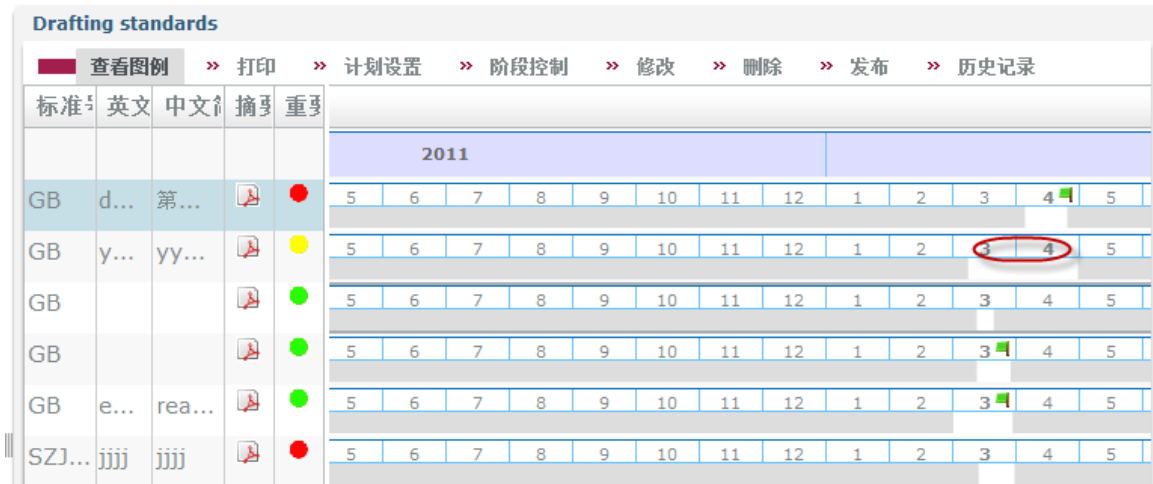 Drafting standards
查看图例 » 打印 » 计划设置 » 阶段控制 » 修改 » 删除 » 发布 » 历史记录
标准 英文 中文 摘要 重要
2011
GB d... 第... 5 6 7 8 9 10 11 12 1 2 3 4 5
GB y... yy... 5 6 7 8 9 10 11 12 1 2 3 4 5
GB 5 6 7 8 9 10 11 12 1 2 3 4 5
GB 5 6 7 8 9 10 11 12 1 2 3 4 5
GB e... rea... 5 6 7 8 9 10 11 12 1 2 3 4 5
SZJ... jjjj jjjj 5 6 7 8 9 10 11 12 1 2 3 4 5